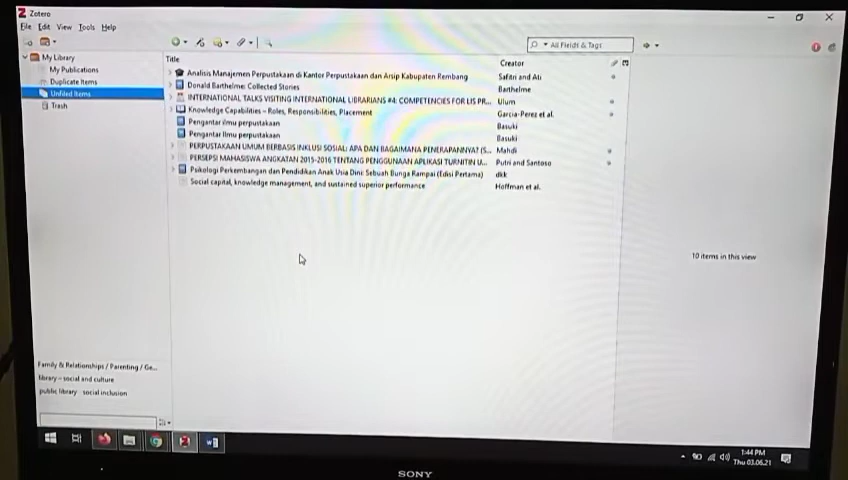 Zotero
File Edit View Tools Help
All Fields & Tags
My Library
My Publications
Duplicate Items
Unfiled Items
Trash
Title Creator
Analisis Manajemen Perpustakaan di Kantor Perpustakaan dan Arsip Kabupaten Rembang Safitri and Ati
Donald Barthelme: Collected Stories Barthelme
INTERNATIONAL TALKS VISITING INTERNATIONAL LIBRARIANS #4: COMPETENCIES FOR LIS PR... Ulum
Knowledge Capabilities – Roles, Responsibilities, Placement Garcia-Perez et al.
Pengantar ilmu perpustakaan Basuki
Pengantar Ilmu perpustakaan Basuki
PERPUSTAKAAN UMUM BERBASIS INKLUSI SOSIAL: APA DAN BAGAIMANA PENERAPANNYA? (S... Mahdi
PERSEPSI MAHASISWA ANGKATAN 2015-2016 TENTANG PENGGUNAAN APLIKASI TURNITIN U... Putri and Santoso
Psikologi Perkembangan dan Pendidikan Anak Usia Dini: Sebuah Bunga Rampai (Edisi Pertama) dkk
Social capital, knowledge management, and sustained superior performance Hoffman et al.
10 items in this view
Family & Relationships / Parenting / Ge...
library – social and culture
public library social inclusion
1:44 PM
Thu 03.06.21
SONY